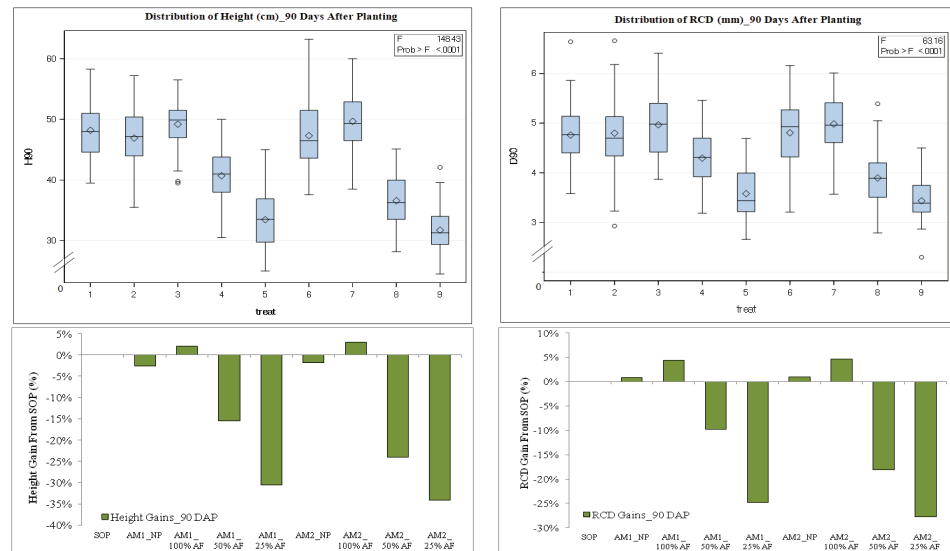 Distribution of Height (cm)_90 Days After Planting
F 148.43
Prob > F <.0001
H90
60
50
40
30
0
1 2 3 4 5 6 7 8 9
treat
Distribution of RCD (mm)_90 Days After Planting
F 63.16
Prob > F <.0001
D90
6
5
4
3
0
1 2 3 4 5 6 7 8 9
treat
Height Gain From SOP (%)
5%
0%
-5%
-10%
-15%
-20%
-25%
-30%
-35%
-40%
Height Gains_90 DAP
SOP AM1_NP AM1_ AM1_ AM1_ AM2_NP AM2_ AM2_ AM2_
100% AF 50% AF 25% AF 100% AF 50% AF 25% AF
RCD Gain From SOP (%)
10%
5%
0%
-5%
-10%
-15%
-20%
-25%
-30%
RCD Gains_90 DAP
SOP AM1_NP AM1_ AM1_ AM1_ AM2_NP AM2_ AM2_ AM2_
100% AF 50% AF 25% AF 100% AF 50% AF 25% AF